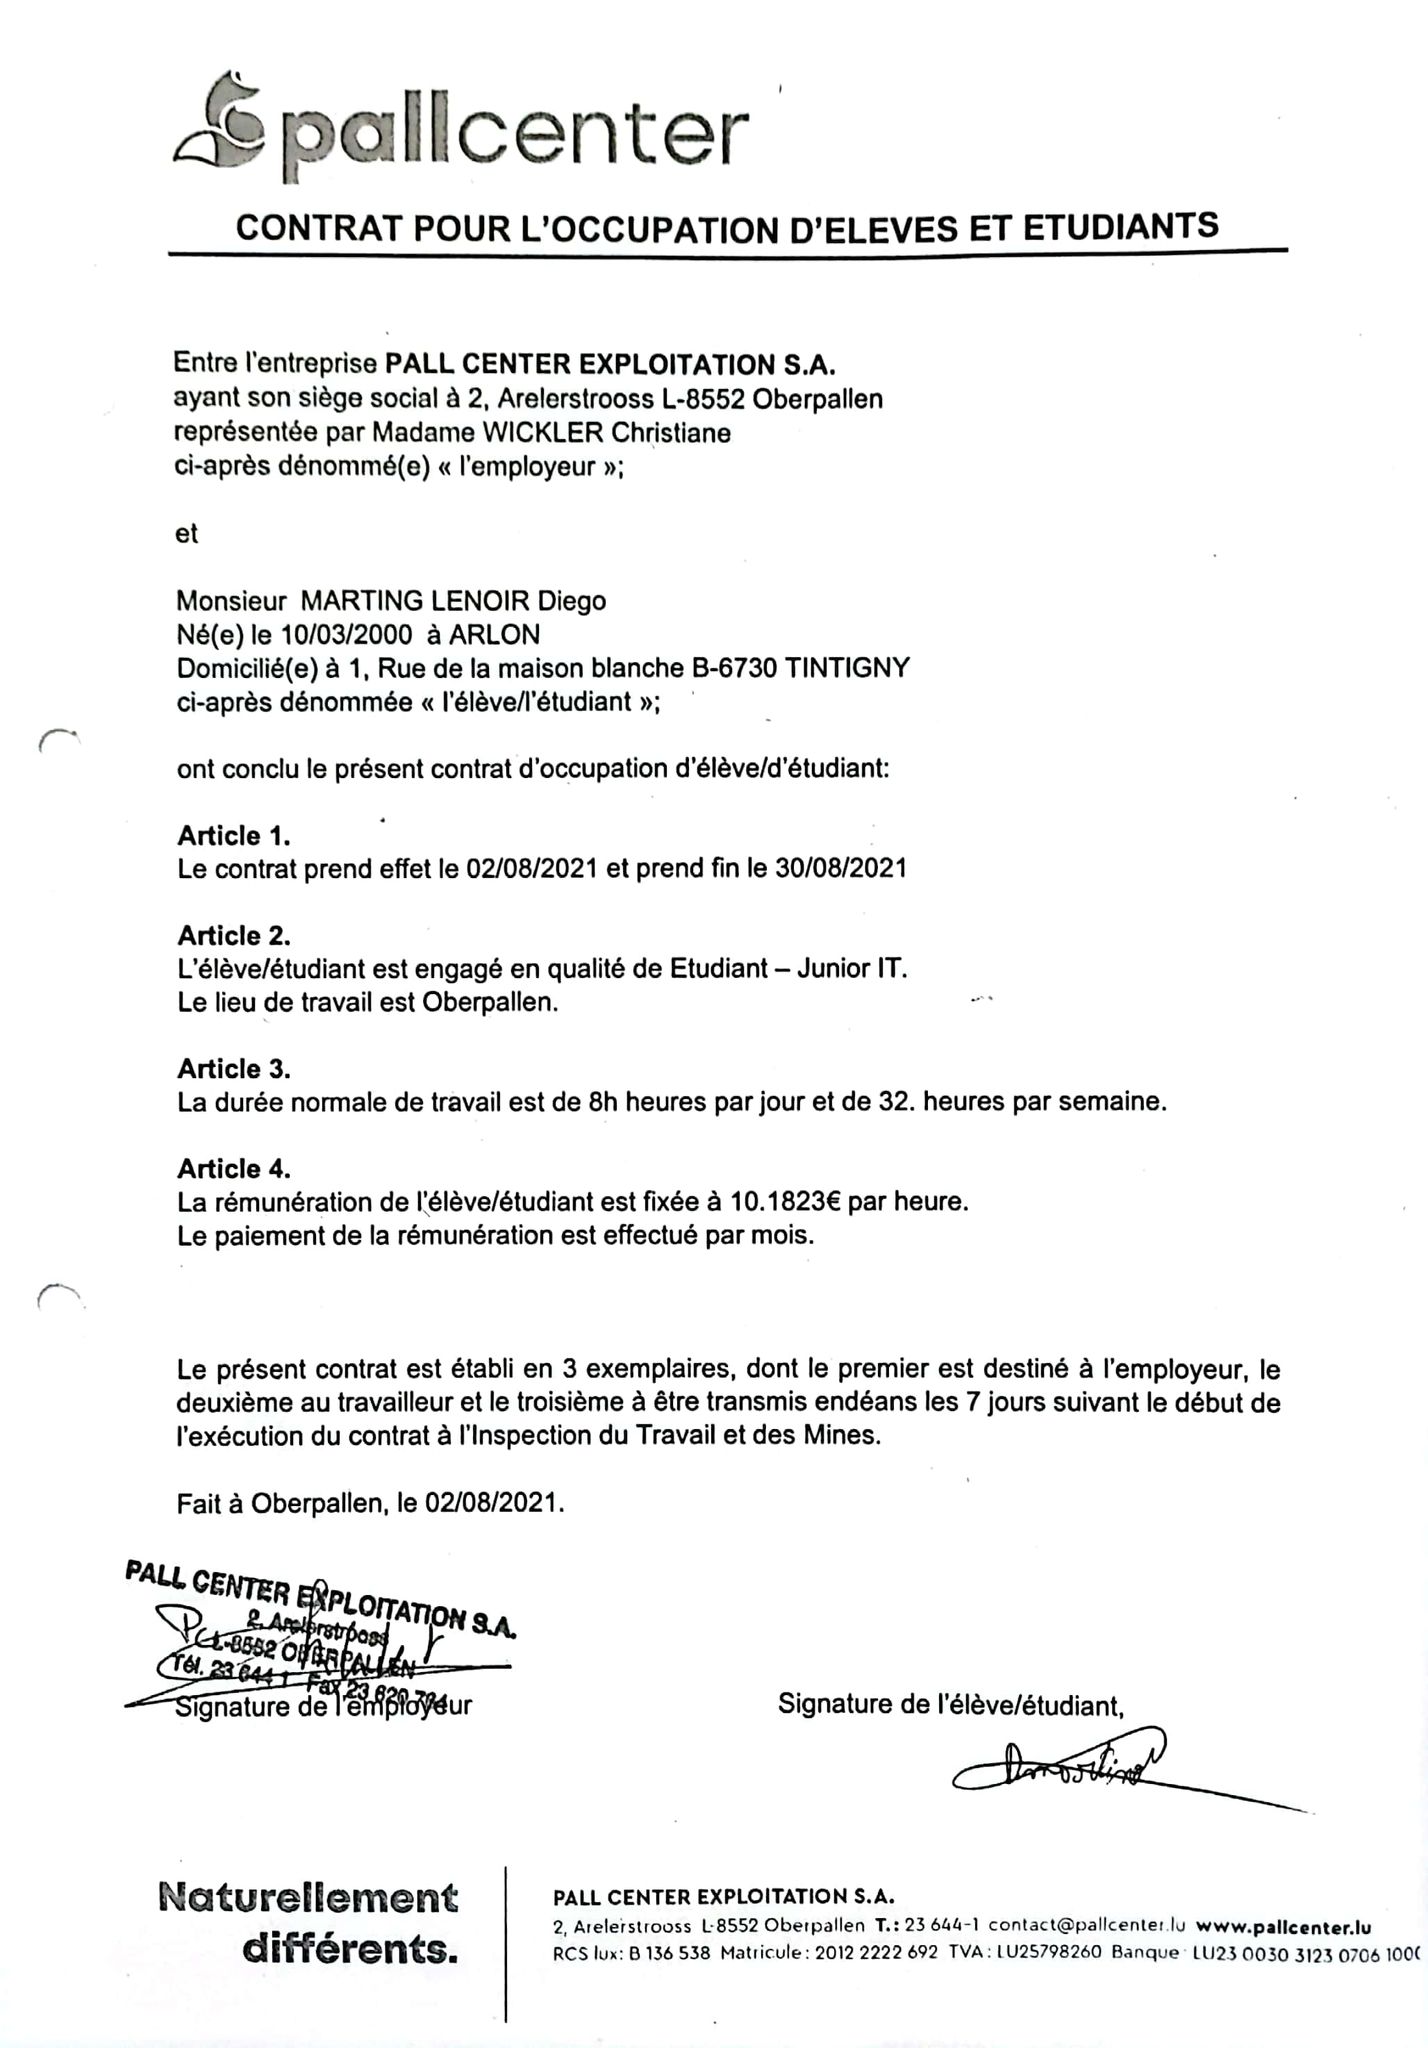 pallcenter
CONTRAT POUR L'OCCUPATION D'ELEVES ET ETUDIANTS
Entre l'entreprise PALL CENTER EXPLOITATION S.A.
ayant son siège social à 2, Arelerstrooss L-8552 Oberpallen
représentée par Madame WICKLER Christiane
ci-après dénommé(e) « l'employeur »;
et
Monsieur MARTING LENOIR Diego
Né(e) le 10/03/2000 à ARLON
Domicilié(e) à 1, Rue de la maison blanche B-6730 TINTIGNY
ci-après dénommée « l'élève/l'étudiant »;
ont conclu le présent contrat d'occupation d'élève/d'étudiant:
Article 1.
Le contrat prend effet le 02/08/2021 et prend fin le 30/08/2021
Article 2.
L'élève/étudiant est engagé en qualité de Etudiant – Junior IT.
Le lieu de travail est Oberpallen.
Article 3.
La durée normale de travail est de 8h heures par jour et de 32. heures par semaine.
Article 4.
La rémunération de l'élève/étudiant est fixée à 10.1823€ par heure.
Le paiement de la rémunération est effectué par mois.
Le présent contrat est établi en 3 exemplaires, dont le premier est destiné à l'employeur, le
deuxième au travailleur et le troisième à être transmis endéans les 7 jours suivant le début de
l'exécution du contrat à l'Inspection du Travail et des Mines.
Fait à Oberpallen, le 02/08/2021.
PALL CENTER EXPLOITATION S.A.
2, Arelerstrooss
L-8552 OBERPALLEN
Tél. 23 644 1 Fax 23 620 704
Signature de l'employeur
Signature de l'élève/étudiant,
Naturellement
différents.
PALL CENTER EXPLOITATION S.A.
2, Arelerstrooss L-8552 Oberpallen T.: 23 644-1 contact@pallcenter.lu www.pallcenter.lu
RCS lux: B 136 538 Matricule: 2012 2222 692 TVA: LU25798260 Banque LU23 0030 3123 0706 100